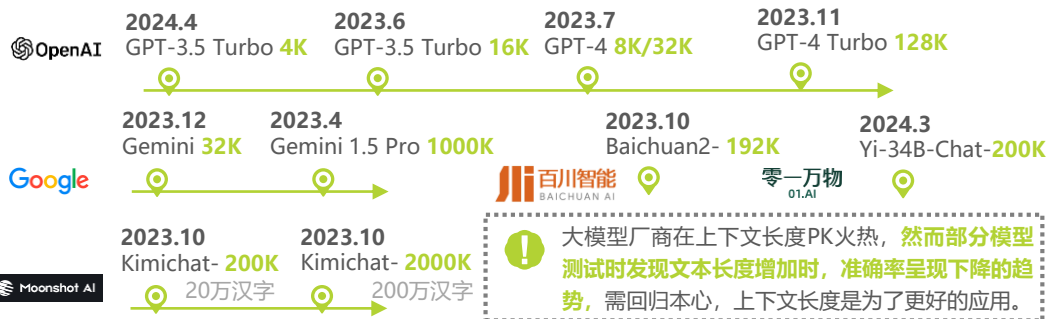 OpenAI
2024.4
GPT-3.5 Turbo 4K
2023.6
GPT-3.5 Turbo 16K
2023.7
GPT-4 8K/32K
2023.11
GPT-4 Turbo 128K
Google
2023.12
Gemini 32K
2023.4
Gemini 1.5 Pro 1000K
百川智能
BAICHUAN AI
2023.10
Baichuan2- 192K
零一万物
01.AI
2024.3
Yi-34B-Chat-200K
Moonshot AI
2023.10
Kimichat- 200K
20万汉字
2023.10
Kimichat- 2000K
200万汉字
大模型厂商在上下文长度PK火热，然而部分模型
测试时发现文本长度增加时，准确率呈现下降的趋
势，需回归本心，上下文长度是为了更好的应用。